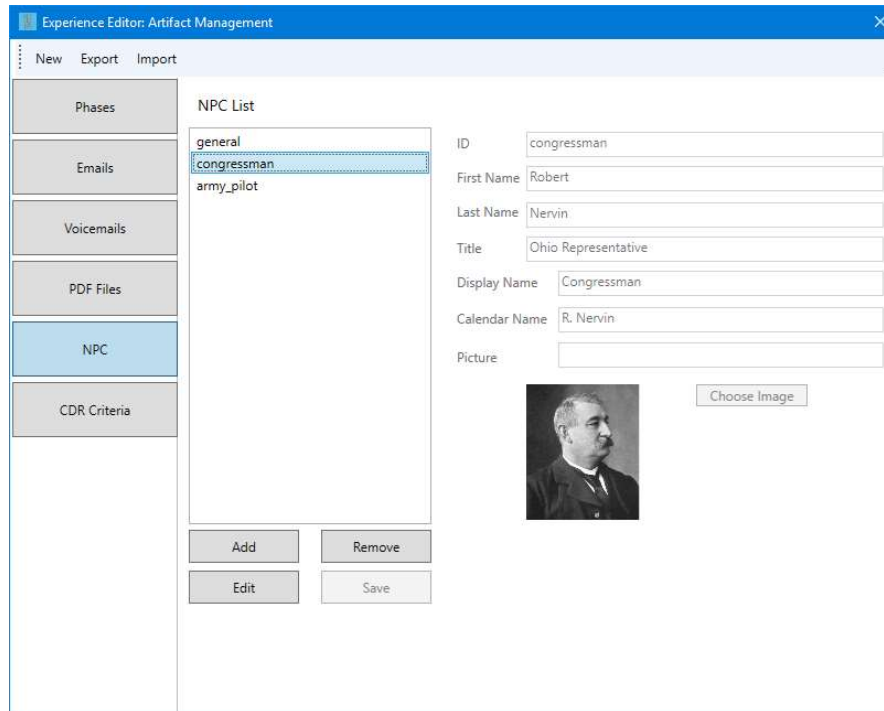 Experience Editor: Artifact Management
New Export Import
Phases
Emails
Voicemails
PDF Files
NPC
CDR Criteria
NPC List
general
congressman
army_pilot
Add Remove
Edit Save
ID congressman
First Name Robert
Last Name Nervin
Title Ohio Representative
Display Name Congressman
Calendar Name R. Nervin
Picture
Choose Image